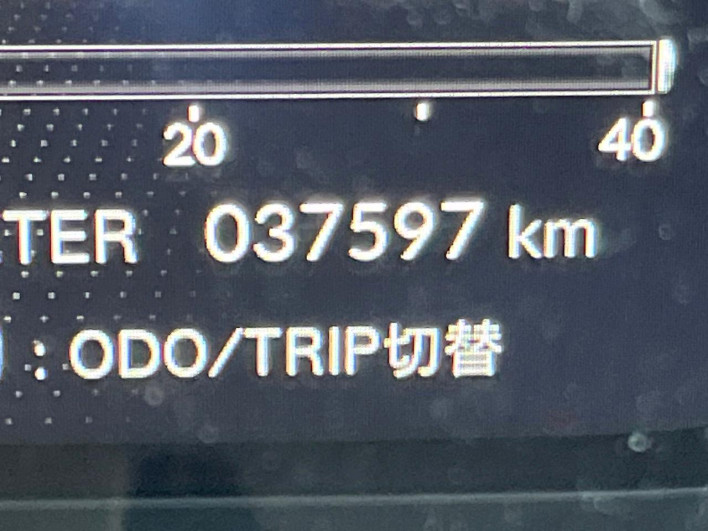 20 40
TER 037597 km
: ODO/TRIP切替